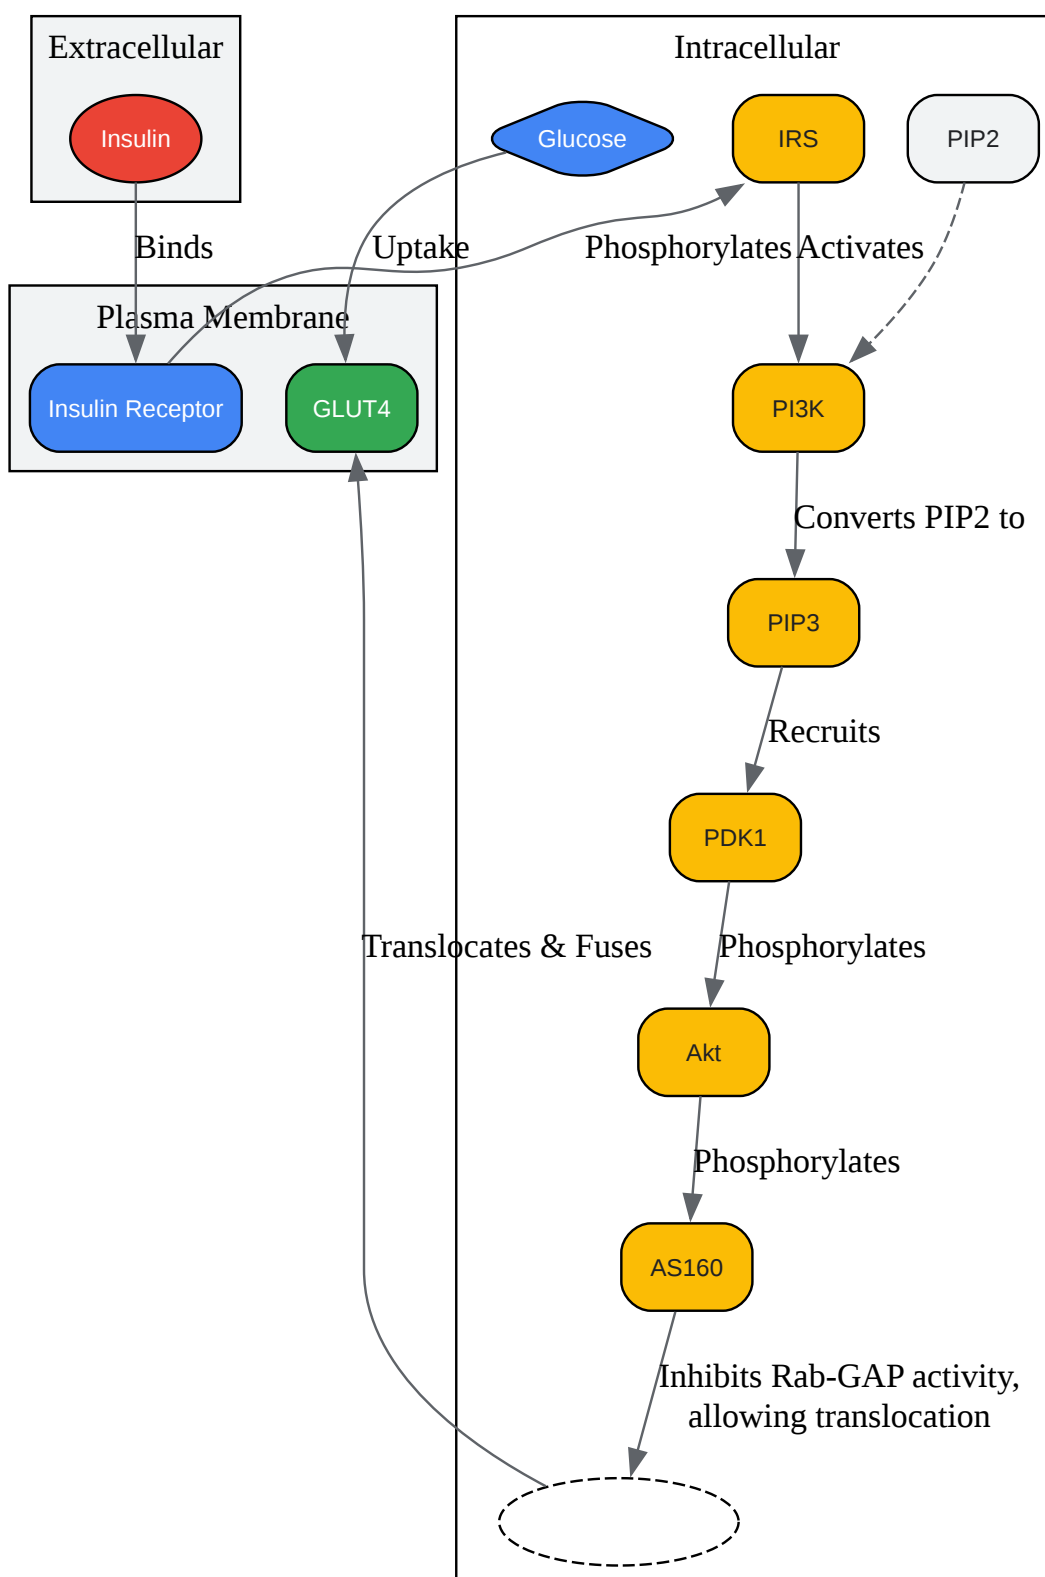 Extracellular
Intracellular
Insulin
Glucose
IRS
PIP2
Binds
Uptake
Phosphorylates
Activates
Plasma Membrane
Insulin Receptor
GLUT4
PI3K
Converts PIP2 to
PIP3
Recruits
PDK1
Translocates & Fuses
Phosphorylates
Akt
Phosphorylates
AS160
Inhibits Rab-GAP activity,
allowing translocation